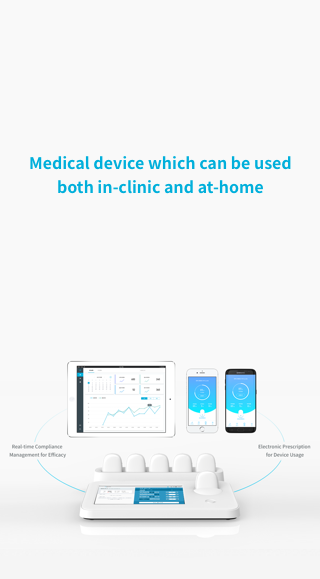 Medical device which can be used
both in-clinic and at-home
Real-time Compliance
Management for Efficacy
Electronic Prescription
for Device Usage